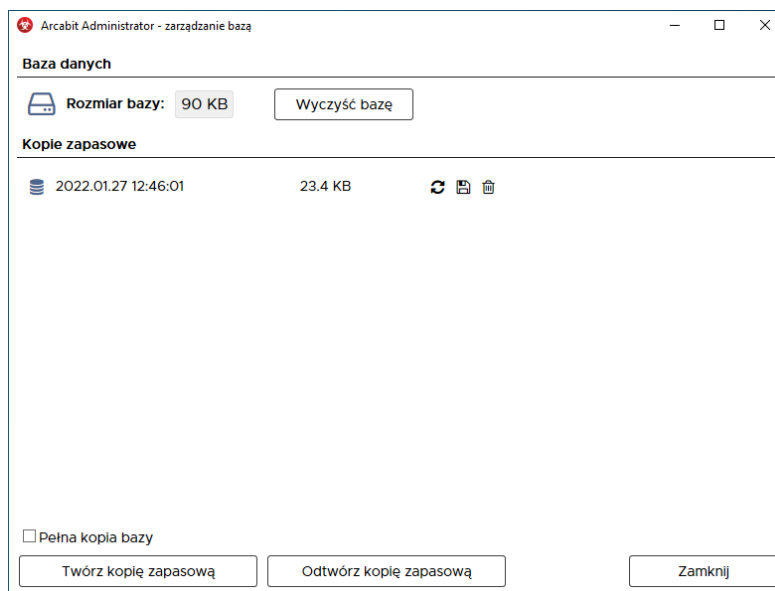 Arcabit Administrator - zarządzanie bazą
Baza danych
Rozmiar bazy: 90 KB Wyczyść bazę
Kopie zapasowe
2022.01.27 12:46:01 23.4 KB
Pełna kopia bazy
Twórz kopię zapasową Odtwórz kopię zapasową Zamknij